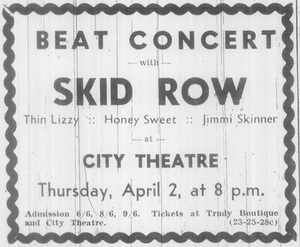 BEAT CONCERT
— with —
SKID ROW
Thin Lizzy :: Honey Sweet :: Jimmi Skinner
— at —
CITY THEATRE
Thursday, April 2, at 8 p.m.
Admission 6/6, 8/6, 9/6. Tickets at Trudy Boutique
and City Theatre. (23-25-28c)